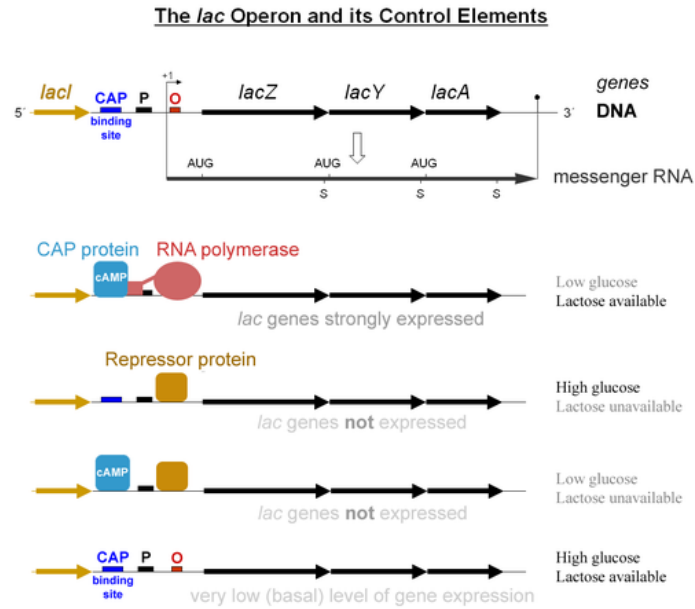 The lac Operon and its Control Elements
+1
lacI CAP P O lacZ lacY lacA genes
5´ 3´ DNA
binding
site
AUG AUG AUG
messenger RNA
S S S
CAP protein RNA polymerase
cAMP
Low glucose
Lactose available
lac genes strongly expressed
Repressor protein
High glucose
Lactose unavailable
lac genes not expressed
cAMP
Low glucose
Lactose unavailable
lac genes not expressed
CAP P O
High glucose
Lactose available
binding
site
very low (basal) level of gene expression